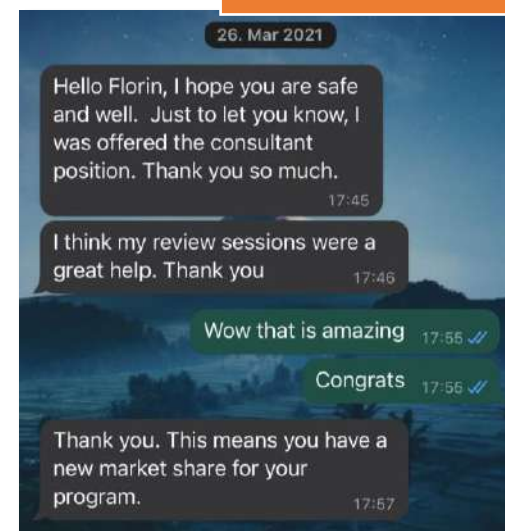 26. Mar 2021
Hello Florin, I hope you are safe
and well.  Just to let you know, I
was offered the consultant
position. Thank you so much.
17:45
I think my review sessions were a
great help. Thank you 17:46
Wow that is amazing 17:55
Congrats 17:55
Thank you. This means you have a
new market share for your
program.
17:57